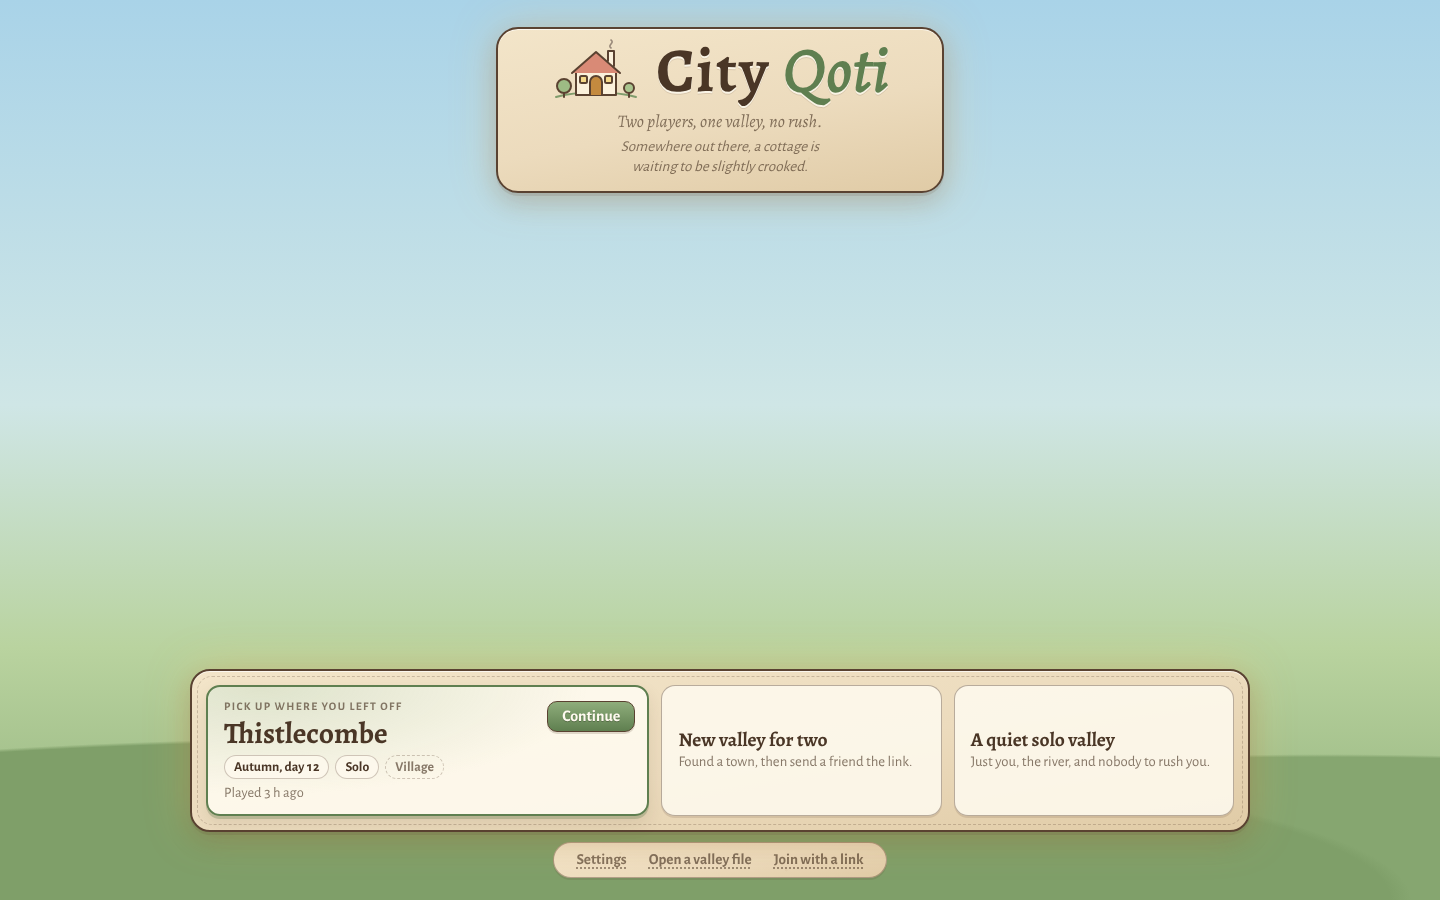 City Qoti
Two players, one valley, no rush.
Somewhere out there, a cottage is
waiting to be slightly crooked.
PICK UP WHERE YOU LEFT OFF
Thistlecombe
Continue
Autumn, day 12
Solo
Village
Played 3 h ago
New valley for two
Found a town, then send a friend the link.
A quiet solo valley
Just you, the river, and nobody to rush you.
Settings
Open a valley file
Join with a link